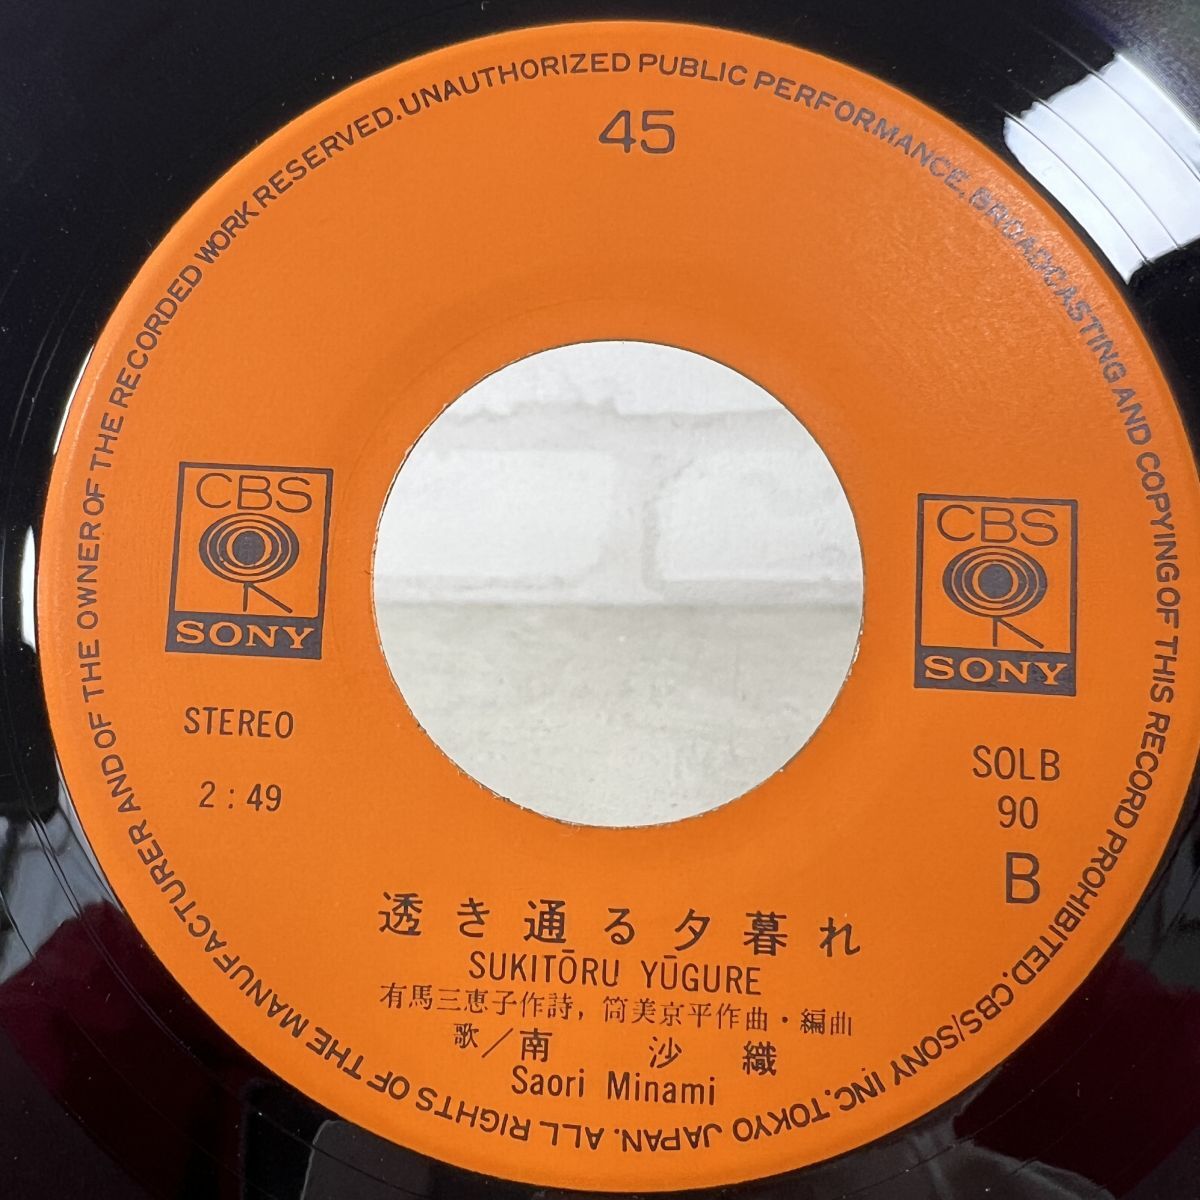 45
ALL RIGHTS OF THE MANUFACTURER AND OF THE OWNER OF THE RECORDED WORK RESERVED. UNAUTHORIZED PUBLIC PERFORMANCE, BROADCASTING AND COPYING OF THIS RECORD PROHIBITED. CBS/SONY INC. TOKYO JAPAN.
CBS
SONY
CBS
SONY
STEREO
2:49
SOLB
90
B
透き通る夕暮れ
SUKITŌRU YŪGURE
有馬三恵子作詩, 筒美京平作曲・編曲
歌／南 沙織
Saori Minami